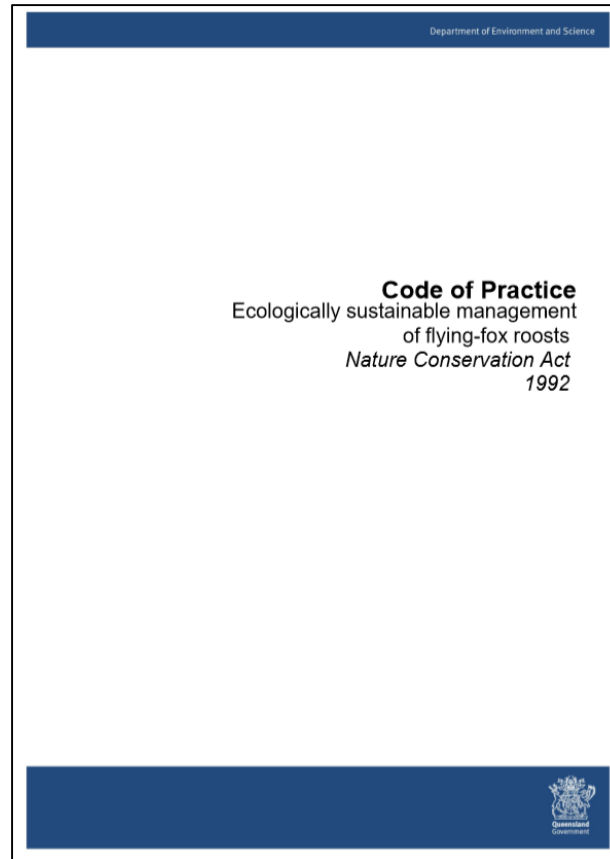 Department of Environment and Science
Code of Practice
Ecologically sustainable management
of flying-fox roosts
Nature Conservation Act
1992
Queensland
Government